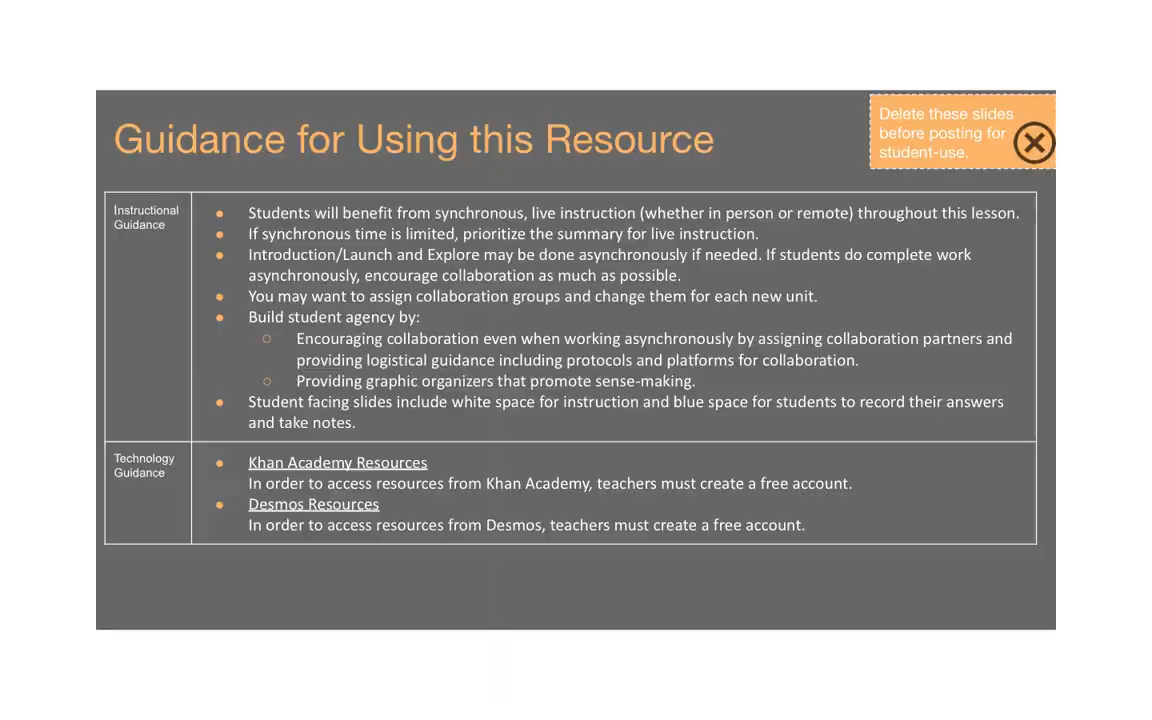 Guidance for Using this Resource
Delete these slides
before posting for
student-use.
Instructional
Guidance
● Students will benefit from synchronous, live instruction (whether in person or remote) throughout this lesson.
● If synchronous time is limited, prioritize the summary for live instruction.
● Introduction/Launch and Explore may be done asynchronously if needed. If students do complete work
asynchronously, encourage collaboration as much as possible.
● You may want to assign collaboration groups and change them for each new unit.
● Build student agency by:
○ Encouraging collaboration even when working asynchronously by assigning collaboration partners and
providing logistical guidance including protocols and platforms for collaboration.
○ Providing graphic organizers that promote sense-making.
● Student facing slides include white space for instruction and blue space for students to record their answers
and take notes.
Technology
Guidance
● Khan Academy Resources
In order to access resources from Khan Academy, teachers must create a free account.
● Desmos Resources
In order to access resources from Desmos, teachers must create a free account.